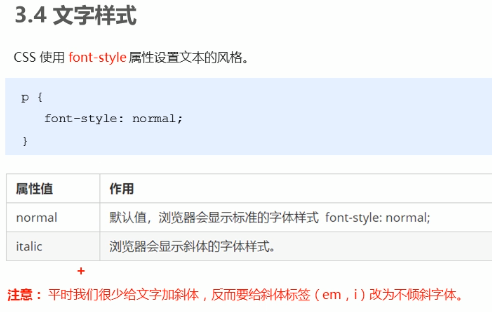 3.4 文字样式
CSS 使用 font-style 属性设置文本的风格。
p {
font-style: normal;
}
属性值 作用
normal 默认值，浏览器会显示标准的字体样式 font-style: normal;
italic 浏览器会显示斜体的字体样式。
+
注意： 平时我们很少给文字加斜体，反而要给斜体标签（em，i）改为不倾斜字体。